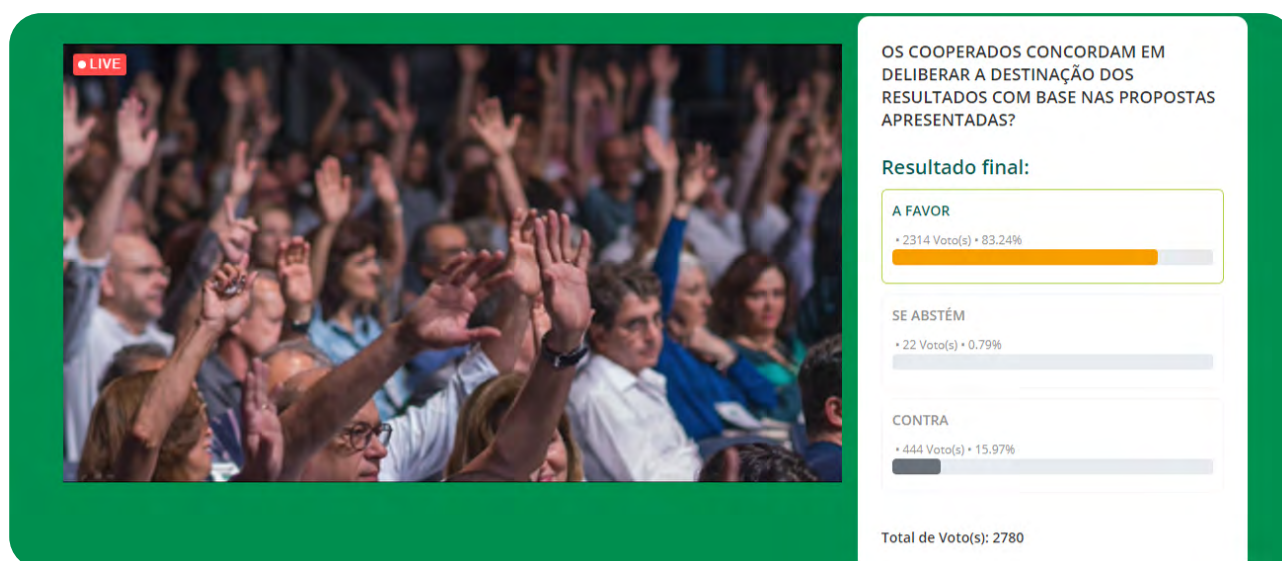 LIVE
OS COOPERADOS CONCORDAM EM
DELIBERAR A DESTINAÇÃO DOS
RESULTADOS COM BASE NAS PROPOSTAS
APRESENTADAS?
Resultado final:
A FAVOR
• 2314 Voto(s) • 83.24%
SE ABSTÉM
• 22 Voto(s) • 0.79%
CONTRA
• 444 Voto(s) • 15.97%
Total de Voto(s): 2780